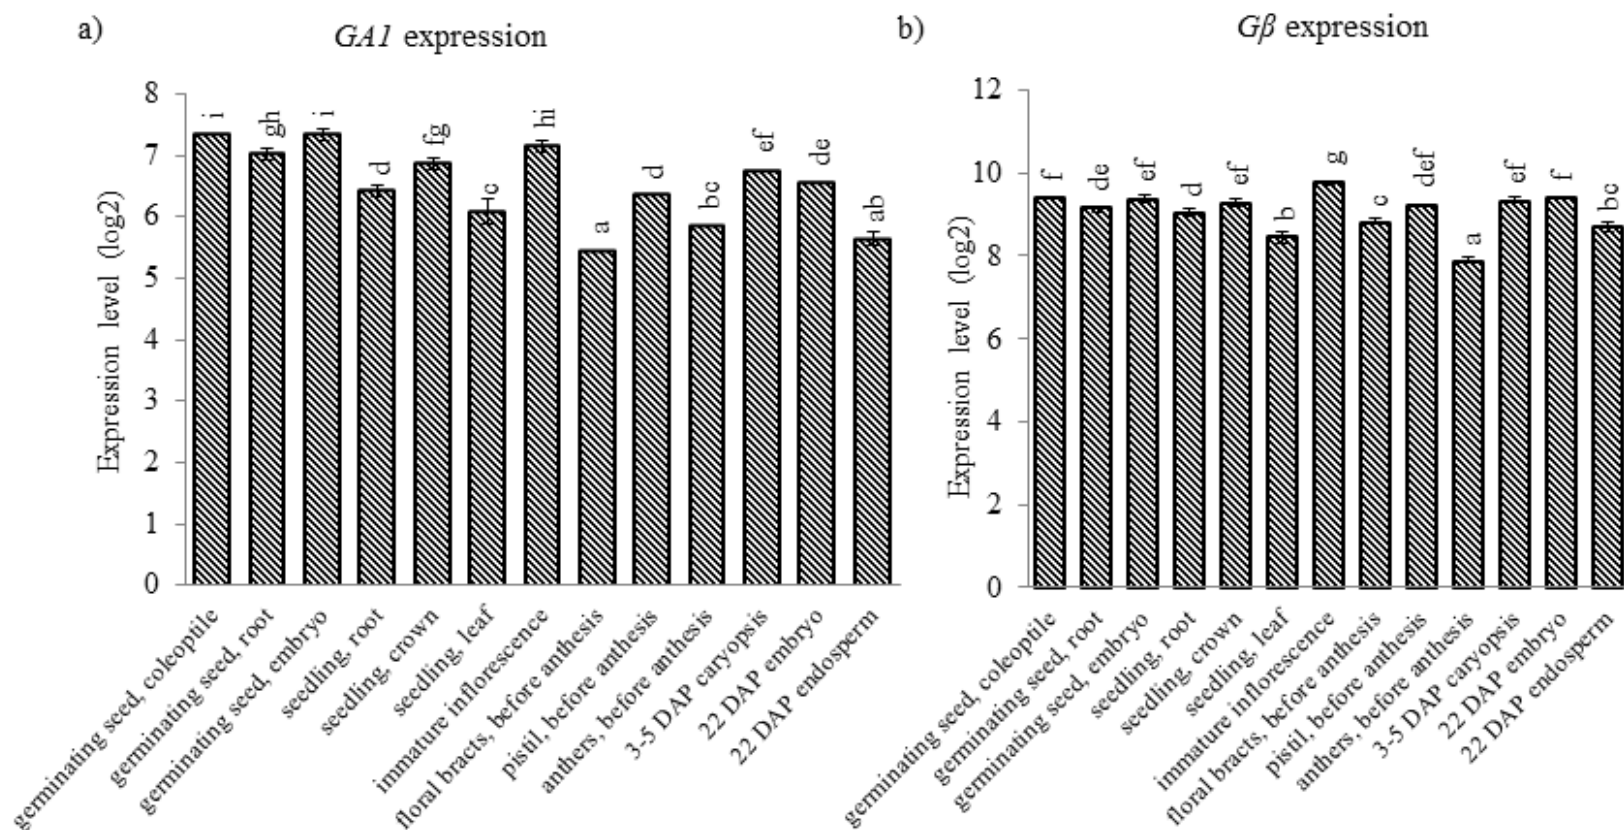 a)
GA1 expression
Expression level (log2)
8
7
6
5
4
3
2
1
0
i
gh
i
d
fg
c
hi
a
d
bc
ef
de
ab
germinating seed, coleoptile
germinating seed, root
germinating seed, embryo
seedling, root
seedling, crown
seedling, leaf
immature inflorescence
floral bracts, before anthesis
pistil, before anthesis
anthers, before anthesis
3-5 DAP caryopsis
22 DAP embryo
22 DAP endosperm
b)
Gβ expression
Expression level (log2)
12
10
8
6
4
2
0
f
de
ef
d
ef
b
g
c
def
a
ef
f
bc
germinating seed, coleoptile
germinating seed, root
germinating seed, embryo
seedling, root
seedling, crown
seedling, leaf
immature inflorescence
floral bracts, before anthesis
pistil, before anthesis
anthers, before anthesis
3-5 DAP caryopsis
22 DAP embryo
22 DAP endosperm